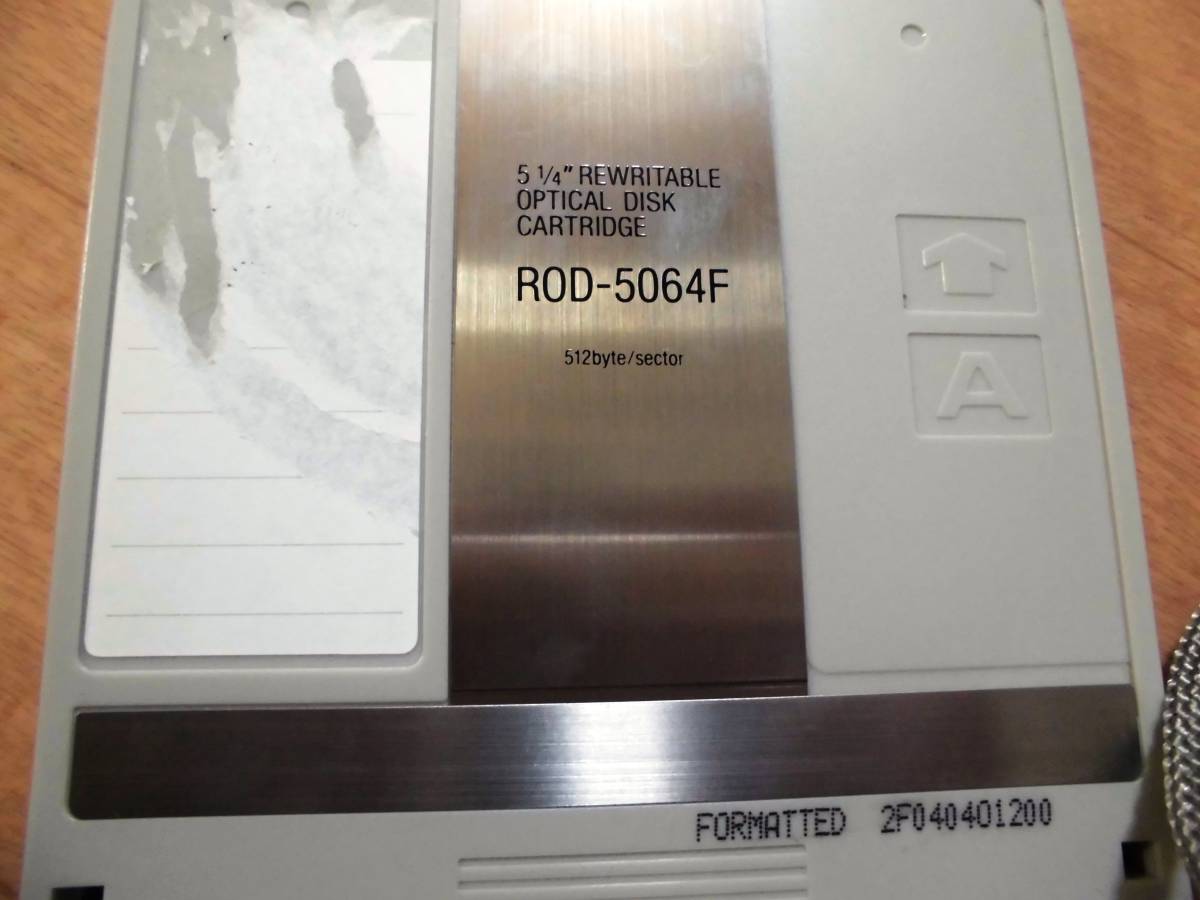 5 1/4" REWRITABLE
OPTICAL DISK
CARTRIDGE
ROD-5064F
512byte/sector
A
FORMATTED 2F040401200